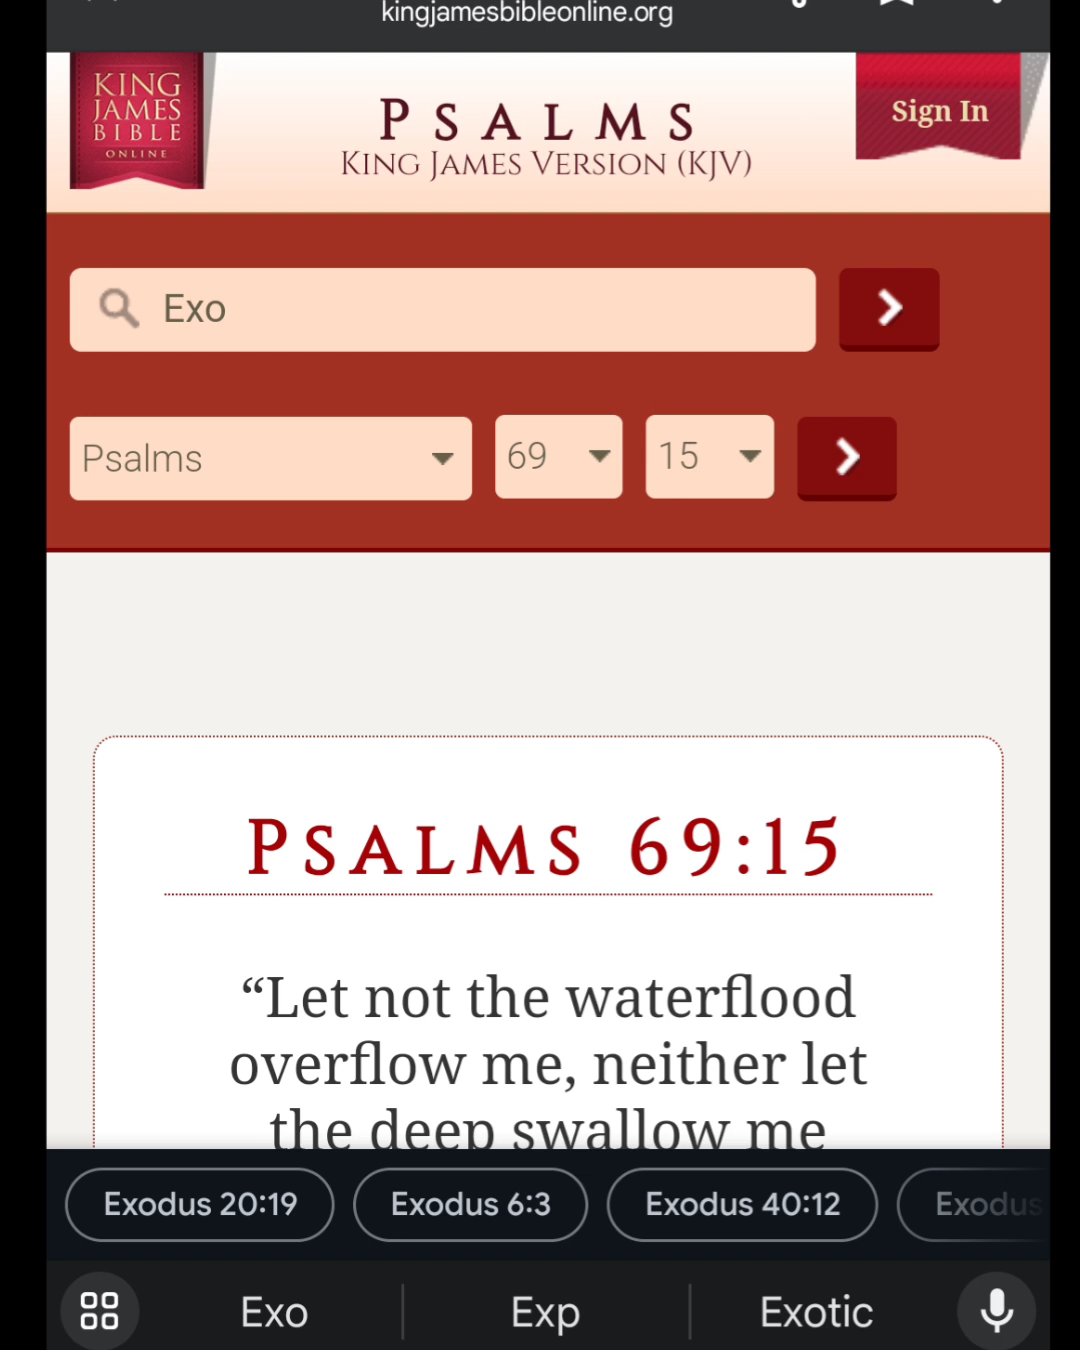 kingjamesbibleonline.org
KING
JAMES
BIBLE
ONLINE
PSALMS
KING JAMES VERSION (KJV)
Sign In
Exo
Psalms 69 15
PSALMS 69:15
“Let not the waterflood
overflow me, neither let
the deep swallow me
Exodus 20:19 Exodus 6:3 Exodus 40:12 Exodus
Exo Exp Exotic